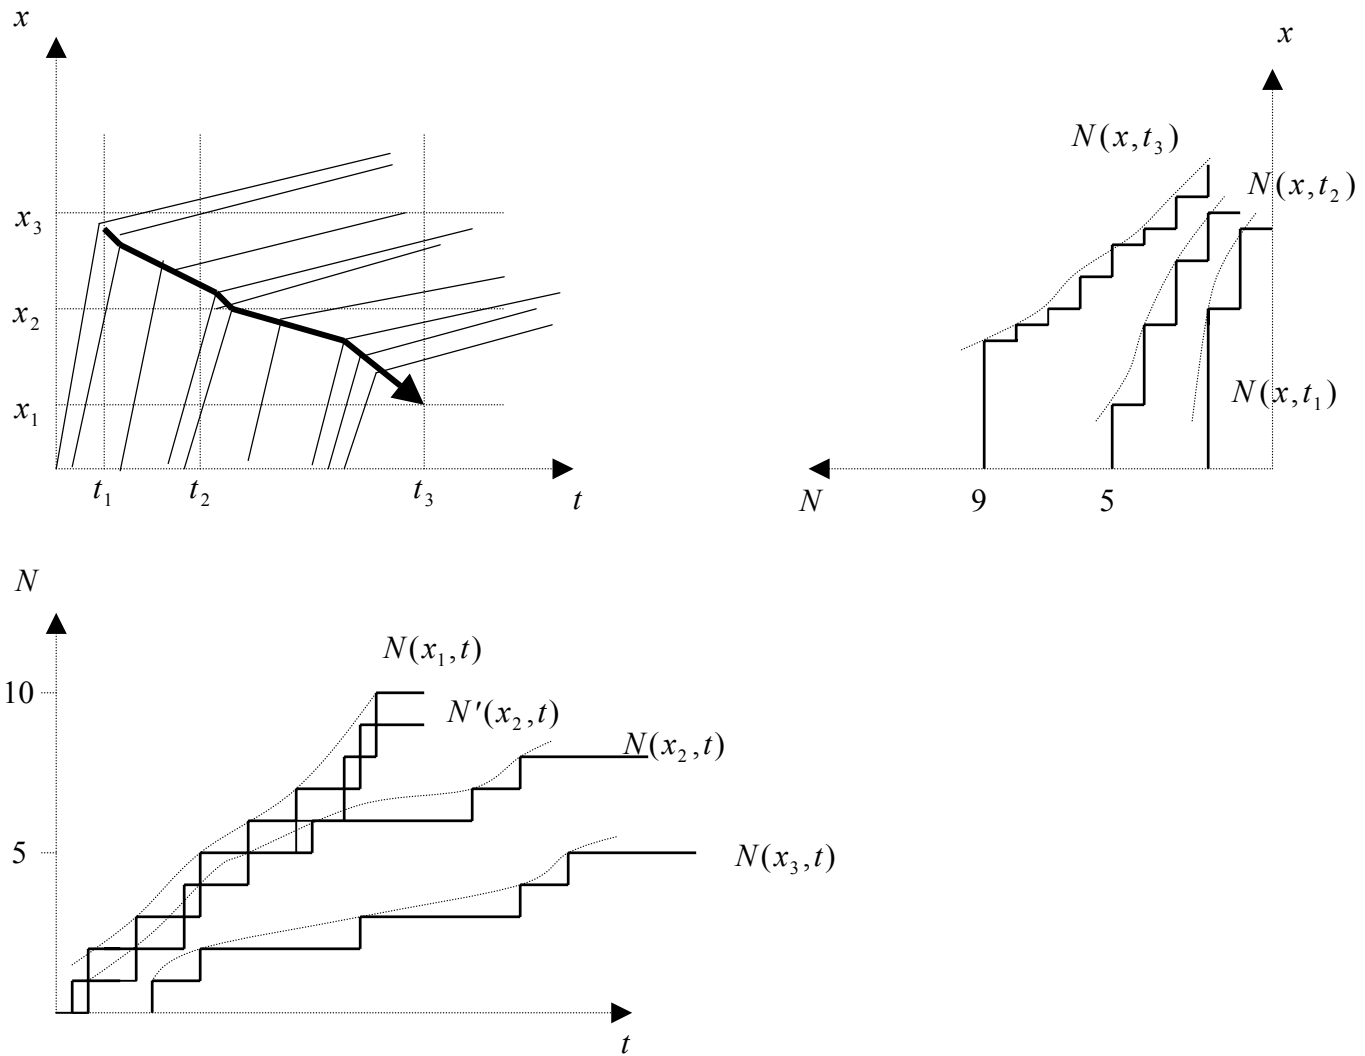 x
x₃
x₂
x₁
t₁ t₂ t₃
t
x
N(x,t₃)
N(x,t₂)
N(x,t₁)
N 9 5
N
N(x₁,t)
10
N'(x₂,t)
N(x₂,t)
5
N(x₃,t)
t